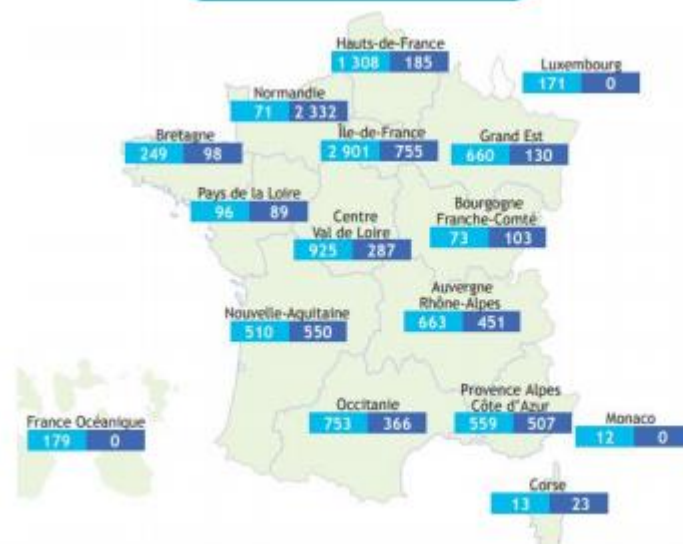 Hauts-de-France
1 308 185
Luxembourg
171 0
Normandie
71 2 332
Bretagne
249 98
Île-de-France
2 901 755
Grand Est
660 130
Pays de la Loire
96 89
Centre
Val de Loire
925 287
Bourgogne
Franche-Comté
73 103
Nouvelle-Aquitaine
510 550
Auvergne
Rhône-Alpes
663 451
France Océanique
179 0
Occitanie
753 366
Provence Alpes
Côte d'Azur
559 507
Monaco
12 0
Corse
13 23